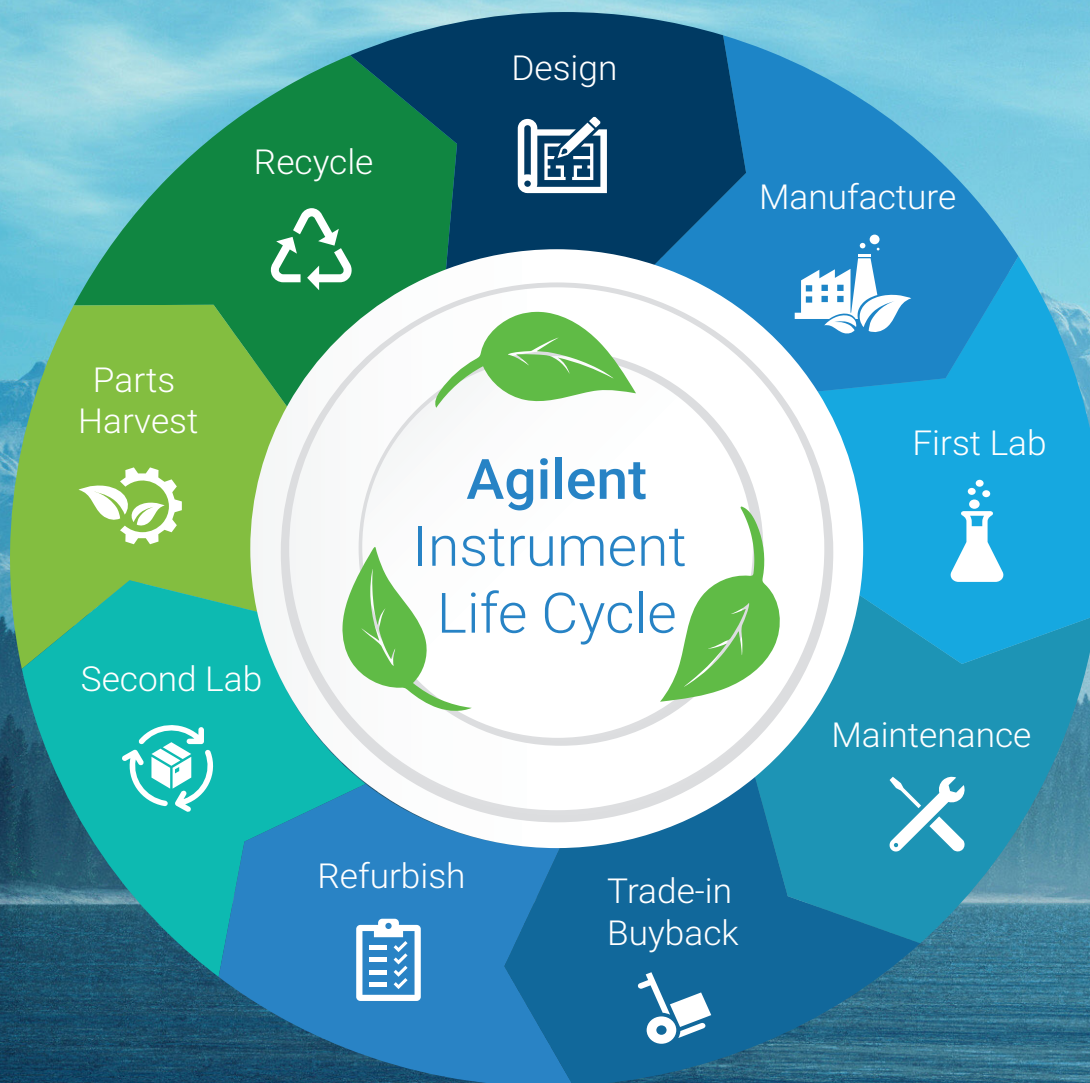 Design
Manufacture
First Lab
Maintenance
Trade-in
Buyback
Refurbish
Second Lab
Parts
Harvest
Recycle
Agilent
Instrument
Life Cycle